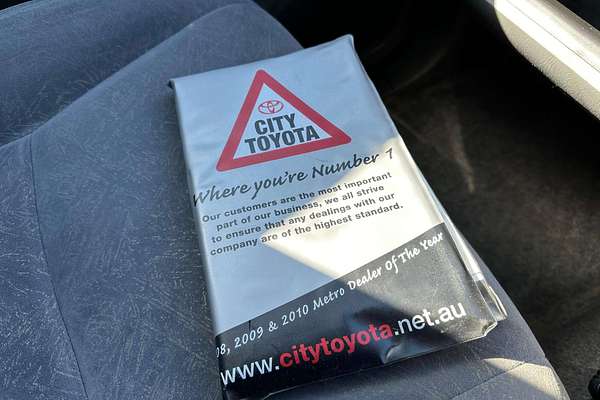 CITY
TOYOTA
Where you're Number 1
Our customers are the most important
part of our business, we all strive
to ensure that any dealings with our
company are of the highest standard.
08, 2009 & 2010 Metro Dealer Of The Year
www.citytoyota.net.au